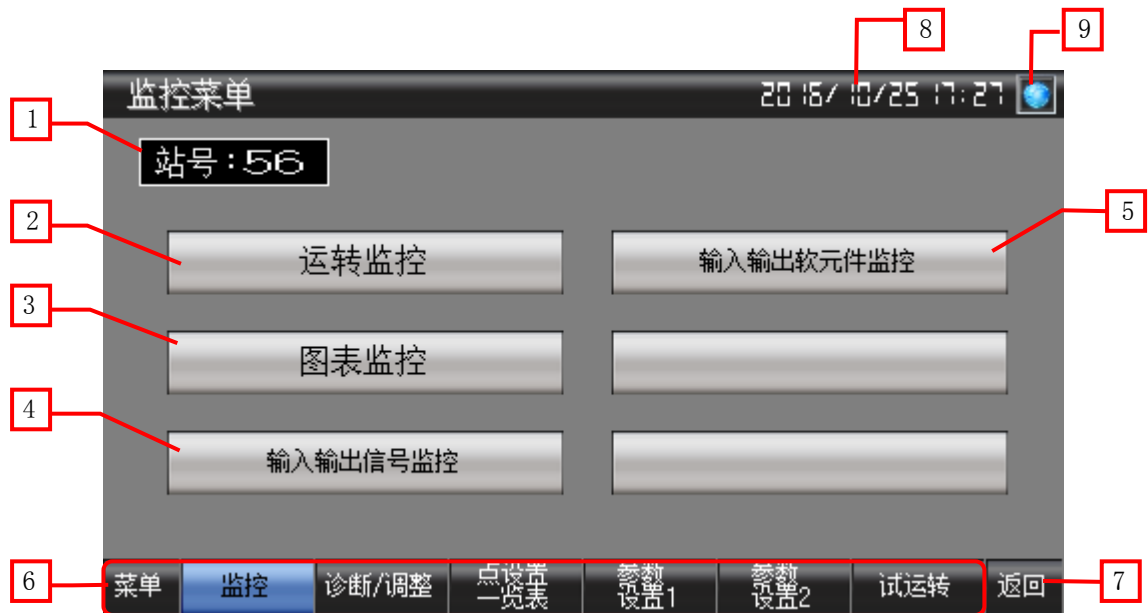 8
9
监控菜单
2016/10/25 17:27
1
站号:56
2
5
运转监控
输入输出软元件监控
3
图表监控
4
输入输出信号监控
6
菜单
监控
诊断/调整
点设置
一览表
参数
设置1
参数
设置2
试运转
返回
7